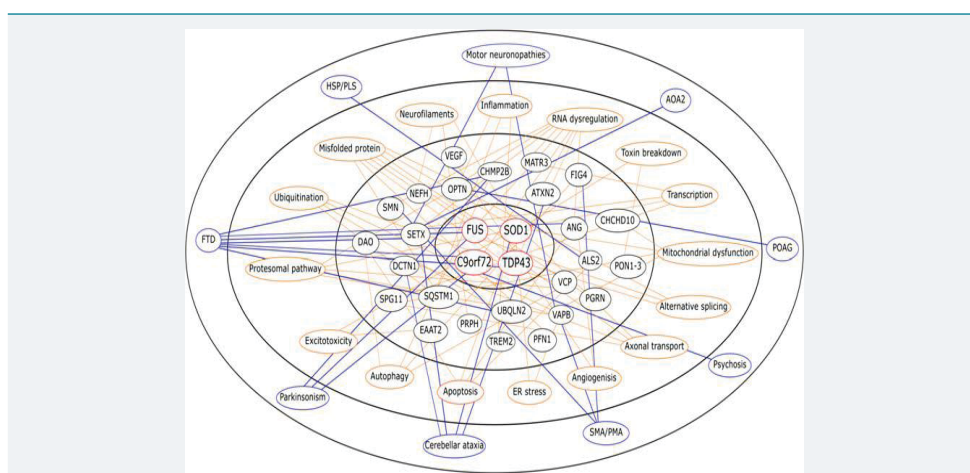 Motor neuronopathies
HSP/PLS
AOA2
Inflammation
Neurofilaments
RNA dysregulation
Misfolded protein
Toxin breakdown
VEGF
MATR3
CHMP2B
FIG4
NEFH
OPTN
ATXN2
Transcription
Ubiquitination
SMN
CHCHD10
FUS
SOD1
ANG
SETX
FTD
DAO
POAG
Mitochondrial dysfunction
C9orf72
TDP43
ALS2
PON1-3
DCTN1
Protesomal pathway
VCP
SQSTM1
PGRN
SPG11
Alternative splicing
UBQLN2
VAPB
PRPH
EAAT2
TREM2
PFN1
Excitotoxicity
Axonal transport
Psychosis
Autophagy
Angiogenisis
Apoptosis
ER stress
Parkinsonism
SMA/PMA
Cerebellar ataxia